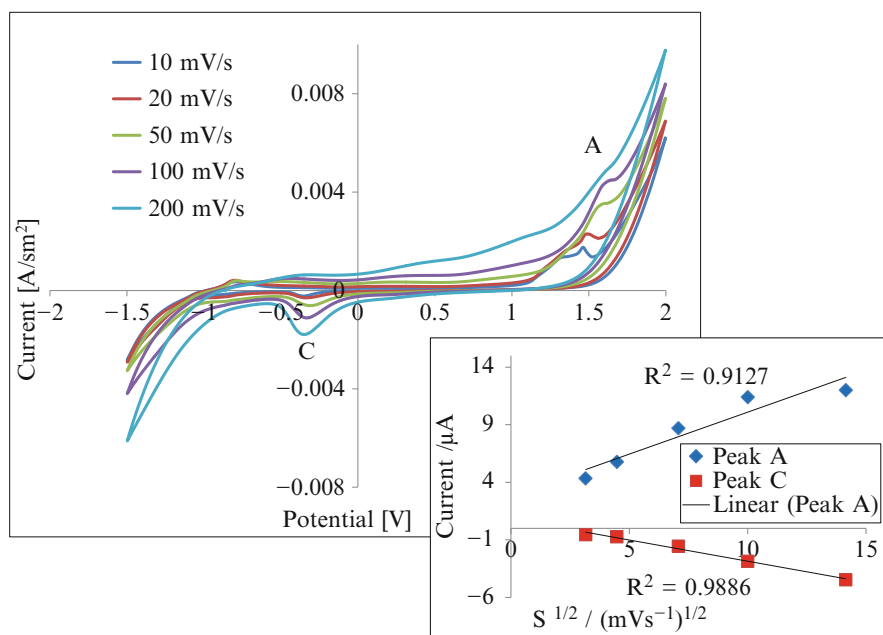 10 mV/s
20 mV/s
50 mV/s
100 mV/s
200 mV/s
0.008
0.004
0
−0.004
−0.008
−2
−1.5
−1
−0.5
0.5
1
1.5
2
A
C
Current [A/sm²]
Potential [V]
14
9
4
−1
−6
0
5
10
15
R² = 0.9127
R² = 0.9886
Peak A
Peak C
Linear (Peak A)
Current /μA
S ^1/2 / (mVs⁻¹)^1/2